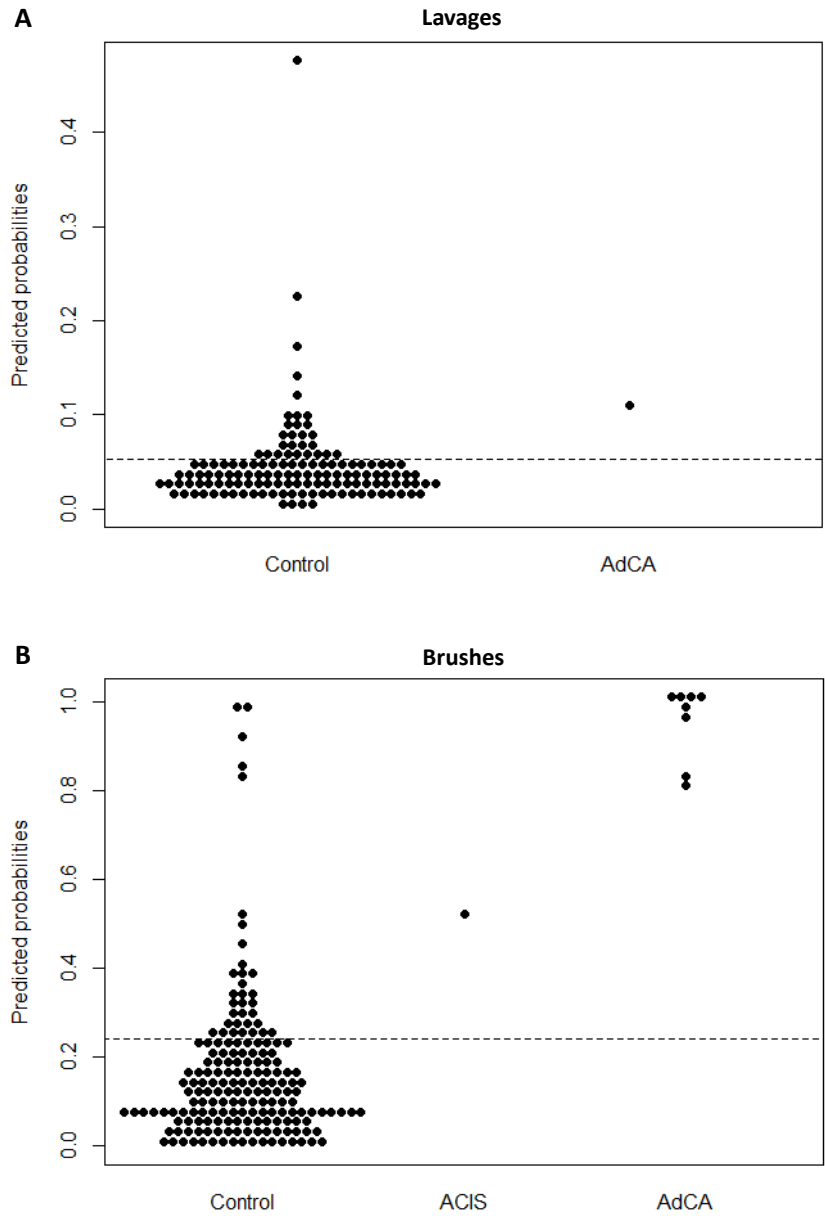 A
Lavages
Predicted probabilities
0.4
0.3
0.2
0.1
0.0
Control AdCA
B
Brushes
Predicted probabilities
1.0
0.8
0.6
0.4
0.2
0.0
Control ACIS AdCA